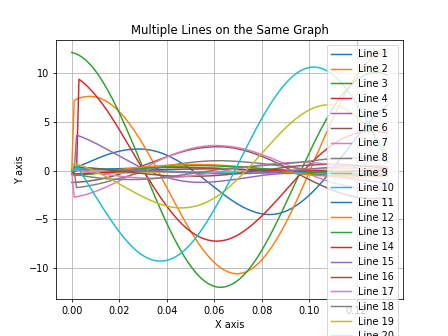 Multiple Lines on the Same Graph
Y axis
10
5
0
−5
−10
0.00
0.02
0.04
0.06
0.08
0.10
X axis
Line 1
Line 2
Line 3
Line 4
Line 5
Line 6
Line 7
Line 8
Line 9
Line 10
Line 11
Line 12
Line 13
Line 14
Line 15
Line 16
Line 17
Line 18
Line 19
Line 20